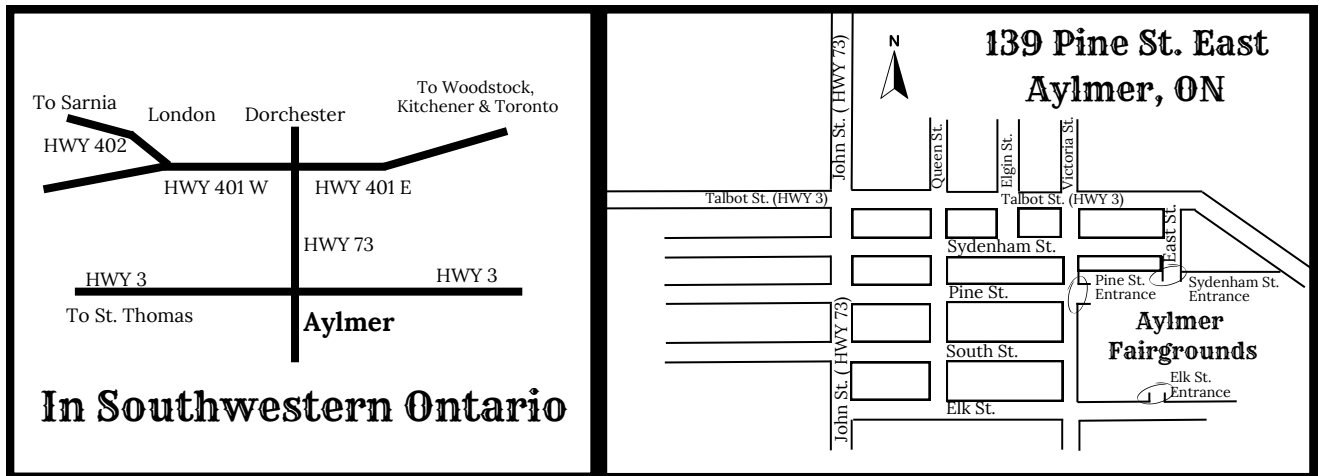 To Sarnia
London
Dorchester
To Woodstock,
Kitchener & Toronto
HWY 402
HWY 401 W
HWY 401 E
HWY 73
HWY 3
HWY 3
To St. Thomas
Aylmer
In Southwestern Ontario
139 Pine St. East
Aylmer, ON
N
John St. ( HWY 73)
Queen St.
Elgin St.
Victoria St.
Talbot St. (HWY 3)
Talbot St. (HWY 3)
East St.
Sydenham St.
Pine St.
Entrance
Sydenham St.
Entrance
Pine St.
Aylmer
Fairgrounds
John St. ( HWY 73)
South St.
Elk St.
Entrance
Elk St.